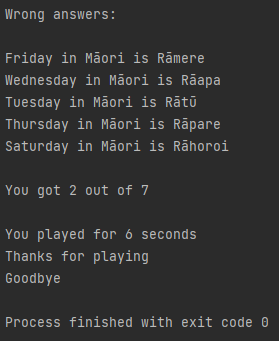 Wrong answers:
Friday in Māori is Rāmere
Wednesday in Māori is Rāapa
Tuesday in Māori is Rātū
Thursday in Māori is Rāpare
Saturday in Māori is Rāhoroi
You got 2 out of 7
You played for 6 seconds
Thanks for playing
Goodbye
Process finished with exit code 0